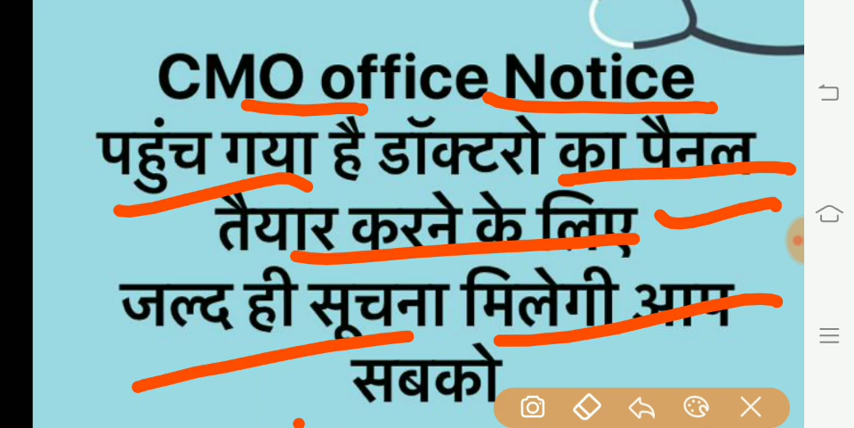 CMO office Notice
पहुंच गया है डॉक्टरो का पैनल
तैयार करने के लिए
जल्द ही सूचना मिलेगी आप
सबको